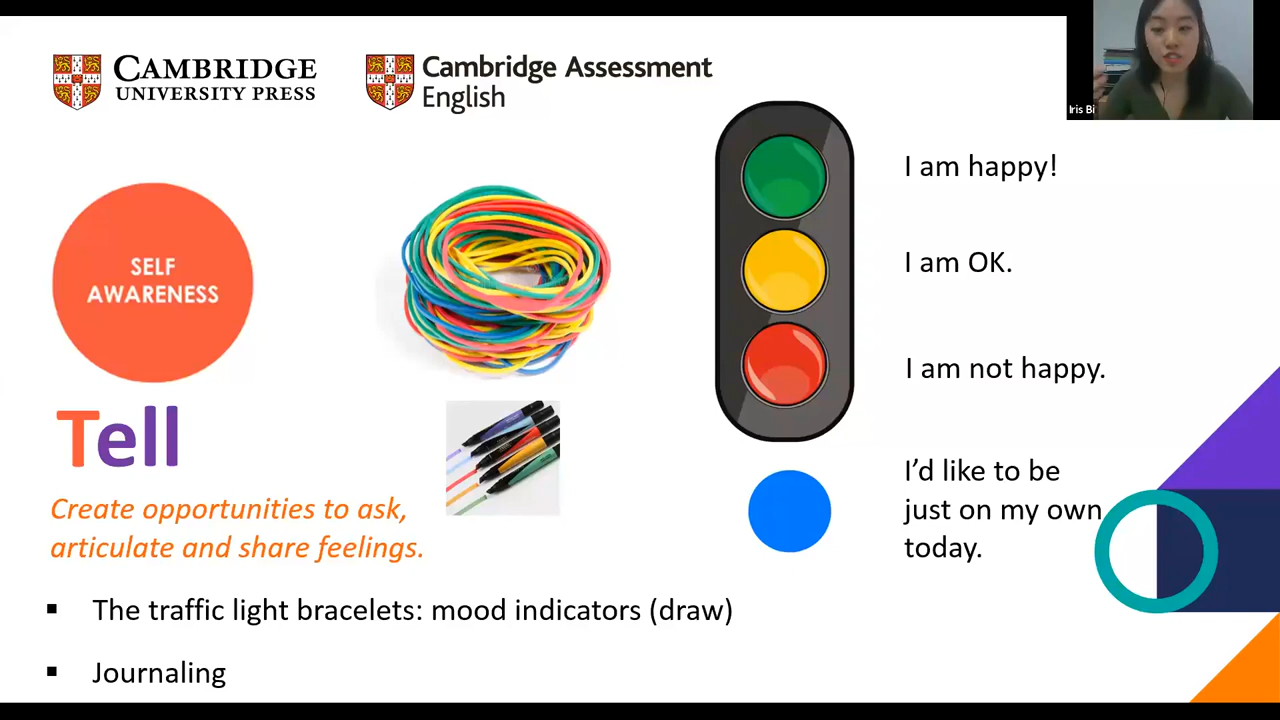 CAMBRIDGE
UNIVERSITY PRESS
Cambridge Assessment
English
Iris Bi
SELF
AWARENESS
Tell
Create opportunities to ask,
articulate and share feelings.
I am happy!
I am OK.
I am not happy.
I’d like to be
just on my own
today.
▪ The traffic light bracelets: mood indicators (draw)
▪ Journaling